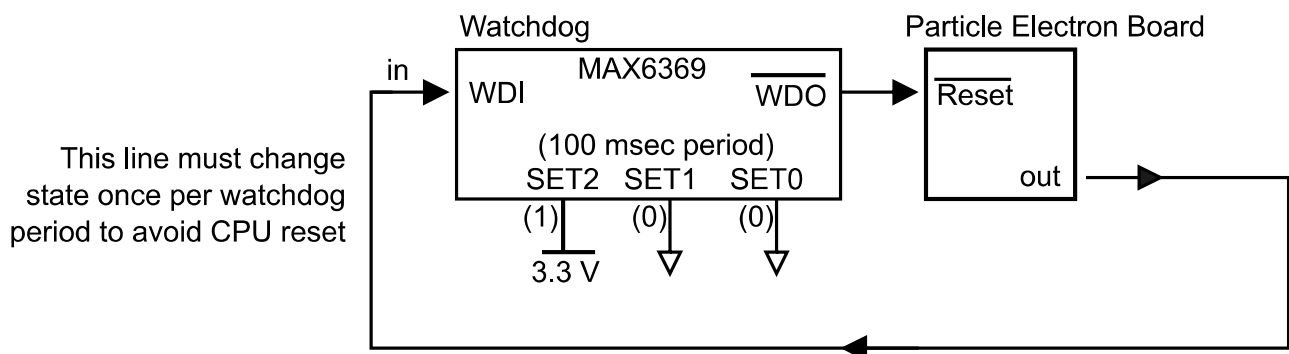 Watchdog
Particle Electron Board
in
MAX6369
WDI
WDO
Reset
(100 msec period)
SET2 SET1 SET0
out
(1) (0) (0)
3.3 V
This line must change
state once per watchdog
period to avoid CPU reset